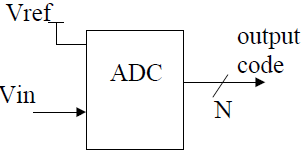 Vref
output
code
ADC
Vin
N